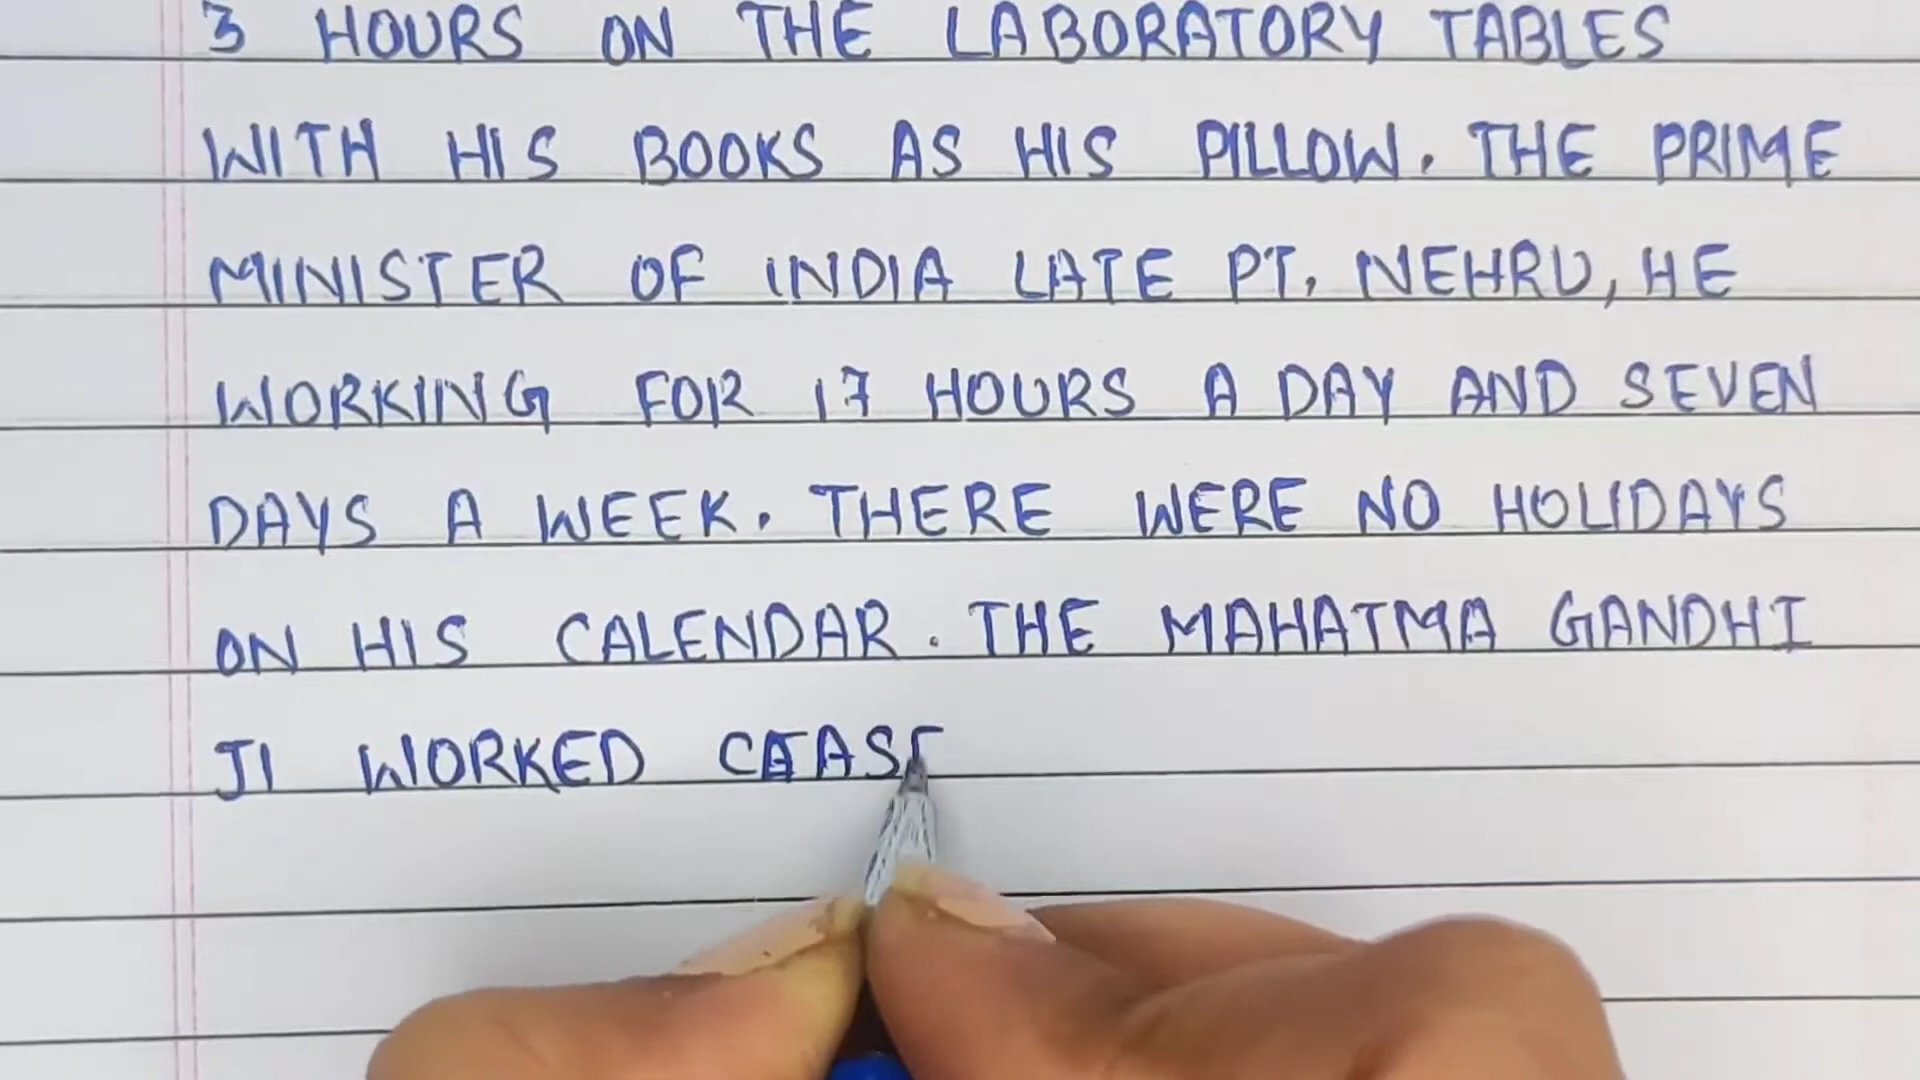 3 HOURS ON THE LABORATORY TABLES
WITH HIS BOOKS AS HIS PILLOW. THE PRIME
MINISTER OF INDIA LATE PT. NEHRU, HE
WORKING FOR 17 HOURS A DAY AND SEVEN
DAYS A WEEK. THERE WERE NO HOLIDAYS
ON HIS CALENDAR. THE MAHATMA GANDHI
JI WORKED